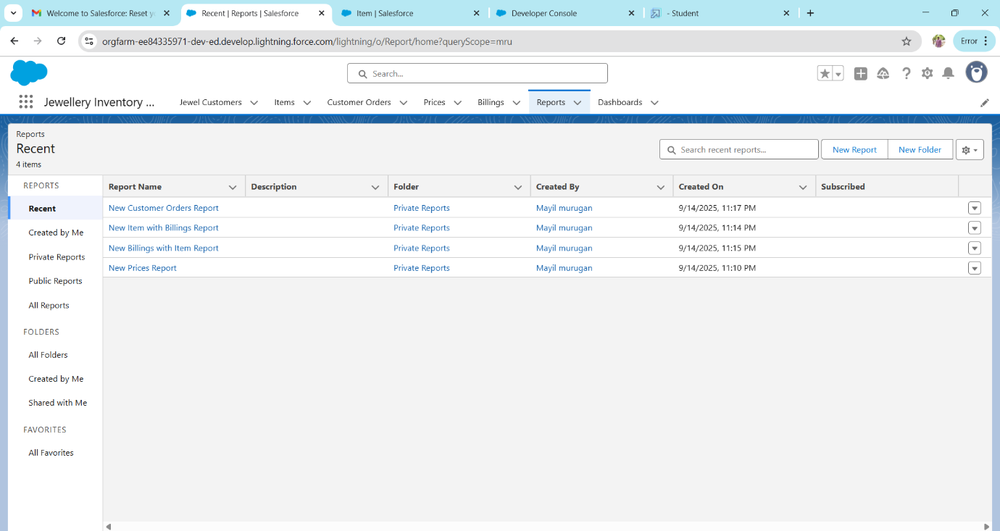 Welcome to Salesforce: Reset yo
Recent | Reports | Salesforce
Item | Salesforce
Developer Console
- Student
orgfarm-ee84335971-dev-ed.develop.lightning.force.com/lightning/o/Report/home?queryScope=mru
Error
Search...
Jewellery Inventory ...
Jewel Customers
Items
Customer Orders
Prices
Billings
Reports
Dashboards
Reports
Recent
4 items
Search recent reports...
New Report
New Folder
REPORTS
Recent
Created by Me
Private Reports
Public Reports
All Reports
FOLDERS
All Folders
Created by Me
Shared with Me
FAVORITES
All Favorites
Report Name Description Folder Created By Created On Subscribed
New Customer Orders Report Private Reports Mayil murugan 9/14/2025, 11:17 PM
New Item with Billings Report Private Reports Mayil murugan 9/14/2025, 11:14 PM
New Billings with Item Report Private Reports Mayil murugan 9/14/2025, 11:15 PM
New Prices Report Private Reports Mayil murugan 9/14/2025, 11:10 PM